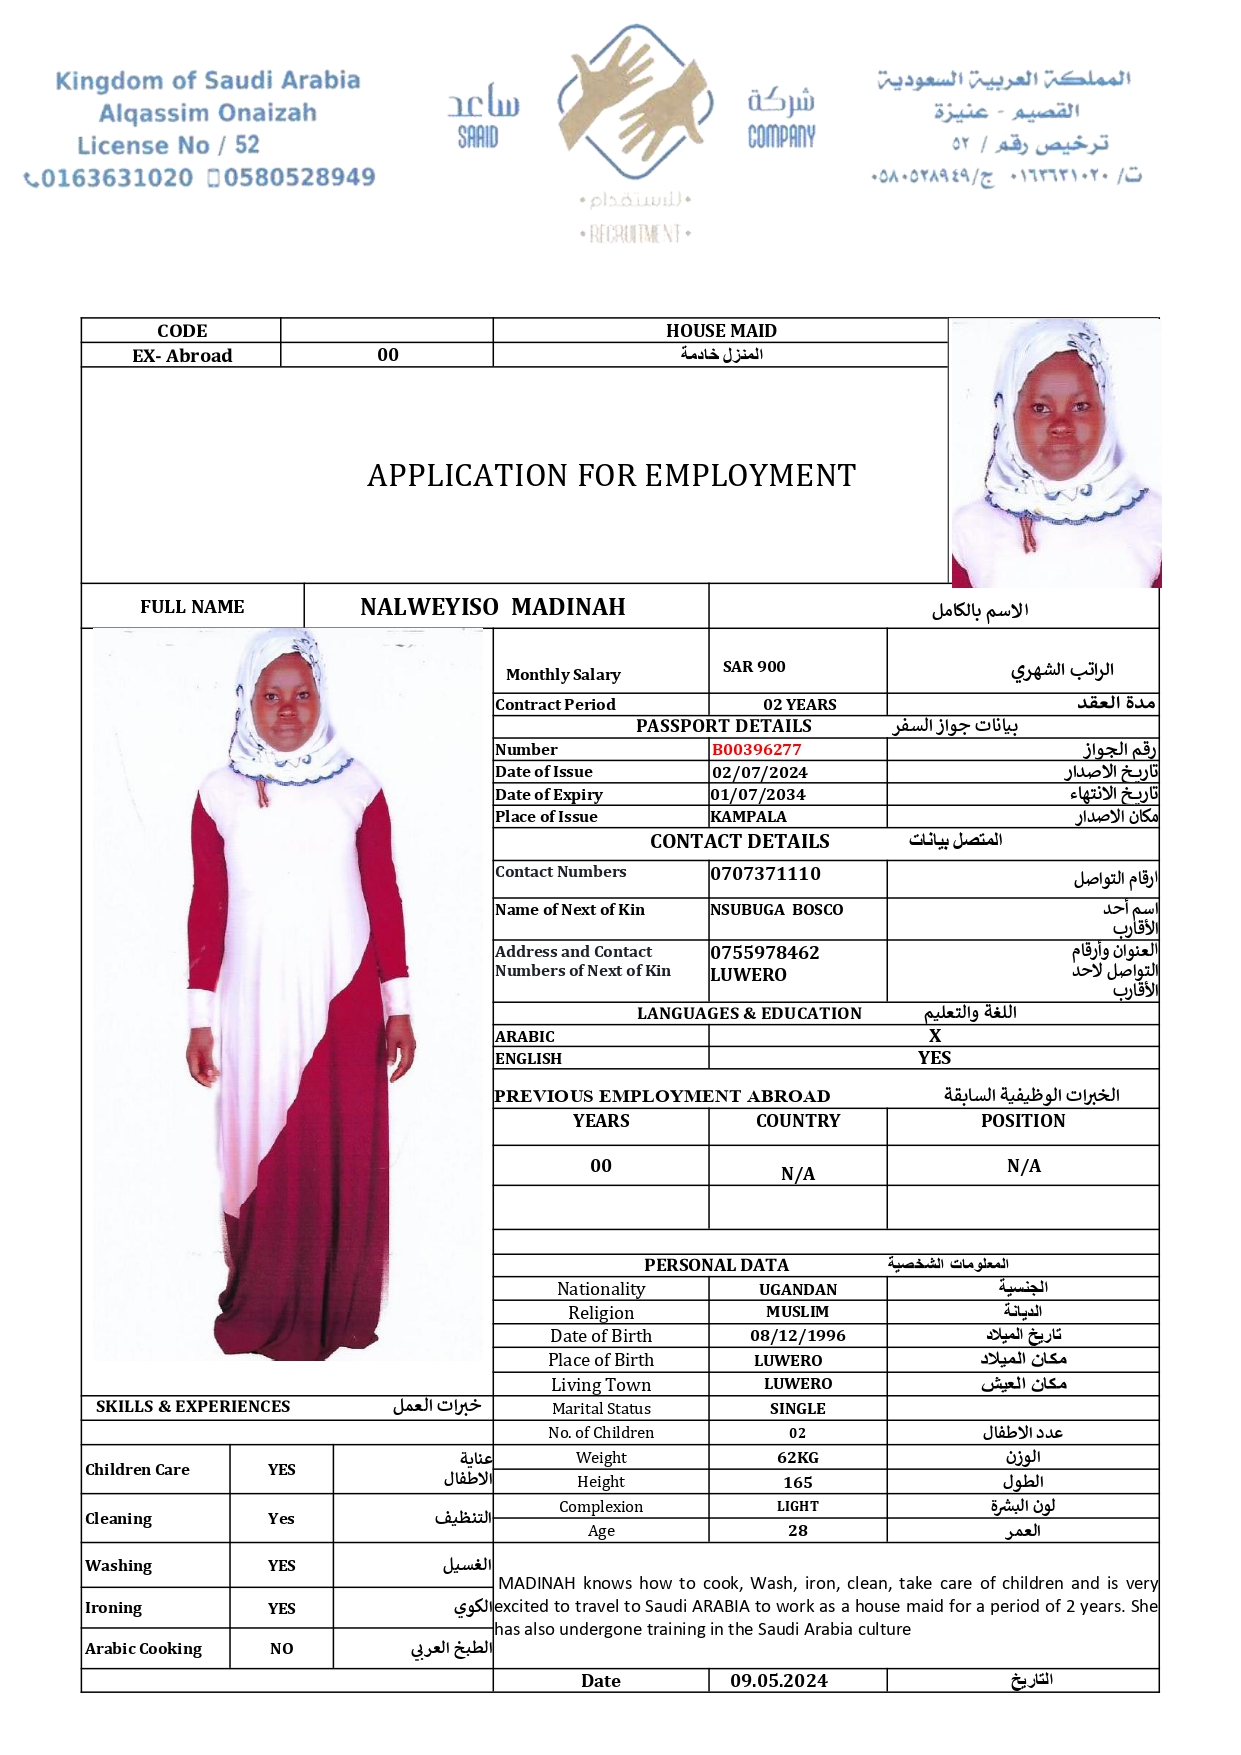 Kingdom of Saudi Arabia
Alqassim Onaizah
License No / 52
0163631020 0580528949
ساعد
SAAID
شركة
COMPANY
•للاستقدام•
•RECRUITMENT•
المملكة العربية السعودية
القصيم - عنيزة
ترخيص رقم / ٥٢
ت/ ٠١٦٣٦٣١٠٢٠ ج/٠٥٨٠٥٢٨٩٤٩
CODE HOUSE MAID
EX- Abroad 00 المنزل خادمة
APPLICATION FOR EMPLOYMENT
FULL NAME NALWEYISO MADINAH الاسم بالكامل
Monthly Salary SAR 900 الراتب الشهري
Contract Period 02 YEARS مدة العقد
PASSPORT DETAILS بيانات جواز السفر
Number B00396277 رقم الجواز
Date of Issue 02/07/2024 تاريخ الاصدار
Date of Expiry 01/07/2034 تاريخ الانتهاء
Place of Issue KAMPALA مكان الاصدار
CONTACT DETAILS المتصل بيانات
Contact Numbers 0707371110 ارقام التواصل
Name of Next of Kin NSUBUGA BOSCO اسم أحد
الأقارب
Address and Contact 0755978462 العنوان وأرقام
Numbers of Next of Kin LUWERO التواصل لاحد
الأقارب
LANGUAGES & EDUCATION اللغة والتعليم
ARABIC X
ENGLISH YES
PREVIOUS EMPLOYMENT ABROAD الخبرات الوظيفية السابقة
YEARS COUNTRY POSITION
00 N/A N/A
PERSONAL DATA المعلومات الشخصية
Nationality UGANDAN الجنسية
Religion MUSLIM الديانة
Date of Birth 08/12/1996 تاريخ الميلاد
Place of Birth LUWERO مكان الميلاد
Living Town LUWERO مكان العيش
Marital Status SINGLE
No. of Children 02 عدد الاطفال
Weight 62KG الوزن
Height 165 الطول
Complexion LIGHT لون البشرة
Age 28 العمر
SKILLS & EXPERIENCES خبرات العمل
Children Care YES عناية
الاطفال
Cleaning Yes التنظيف
Washing YES الغسيل
Ironing YES الكوي
Arabic Cooking NO الطبخ العربي
MADINAH knows how to cook, Wash, iron, clean, take care of children and is very
excited to travel to Saudi ARABIA to work as a house maid for a period of 2 years. She
has also undergone training in the Saudi Arabia culture
Date 09.05.2024 التاريخ